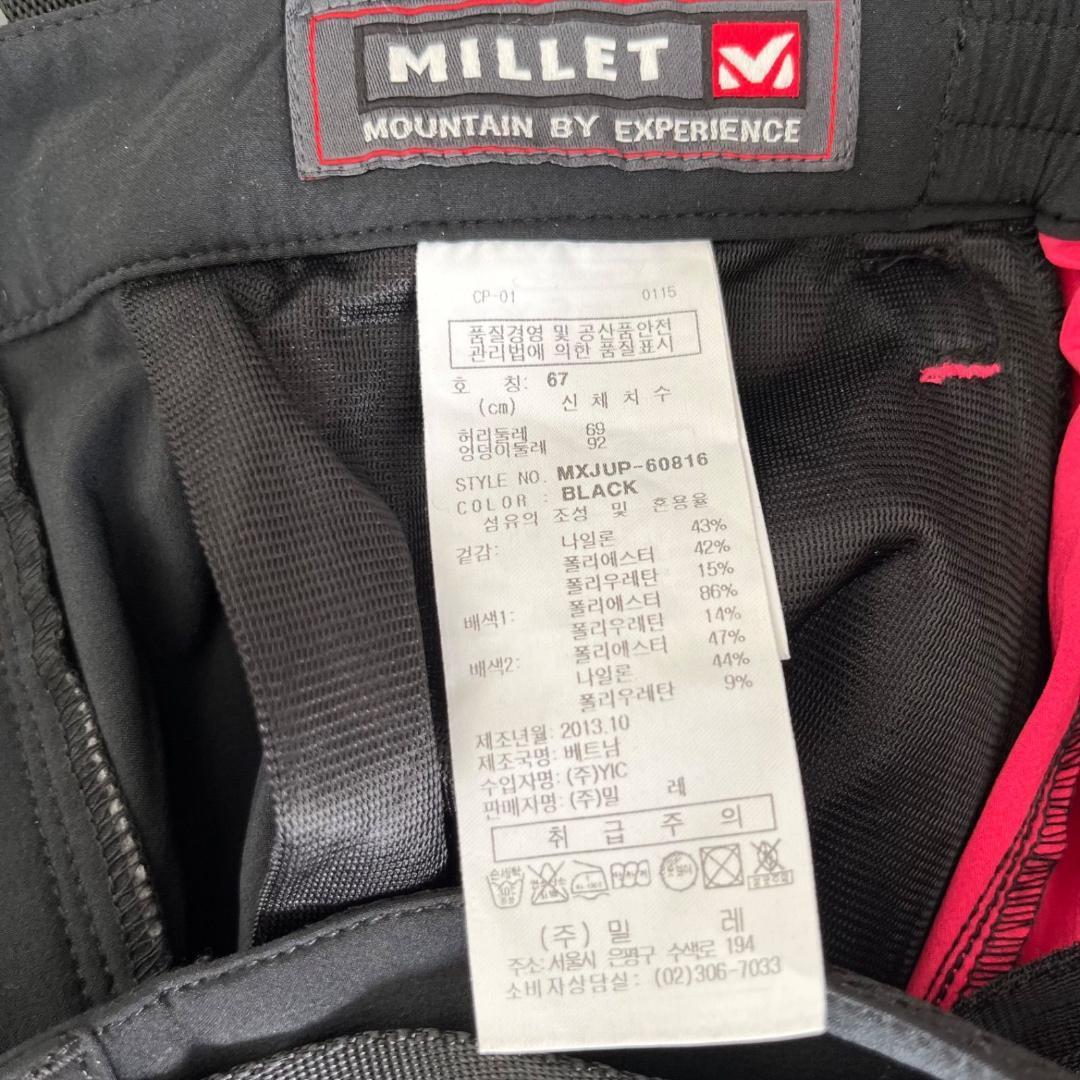 MILLET
MOUNTAIN BY EXPERIENCE
CP-01 0115
품질경영 및 공산품안전
관리법에 의한 품질표시
호 칭: 67
(cm) 신 체 치 수
허리둘레 69
엉덩이둘레 92
STYLE NO. MXJUP-60816
COLOR : BLACK
섬유의 조성 및 혼용율
겉감: 나일론 43%
폴리에스터 42%
폴리우레탄 15%
배색1: 폴리에스터 86%
폴리우레탄 14%
배색2: 폴리에스터 47%
나일론 44%
폴리우레탄 9%
제조년월: 2013.10
제조국명: 베트남
수입자명: (주)YIC
판매자명: (주)밀 레
취 급 주 의
손세탁
(주) 밀 레
주소: 서울시 은평구 수색로 194
소비자상담실: (02)306-7033